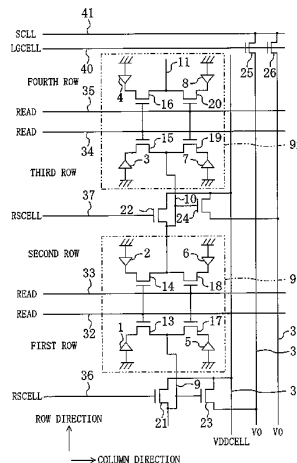 41
SCLL
LGCELL
40
11
25 26
FOURTH ROW
4 8
35
16 20
READ
READ
34
15 19
3 7
9
THIRD ROW
37
10
RSCELL
22 24
SECOND ROW
2 6
9
33
14 18
READ
READ
32
13 17
1 5
FIRST ROW
3
3
36
9
3
RSCELL
21 23
VO VO
VDDCELL
ROW DIRECTION
COLUMN DIRECTION